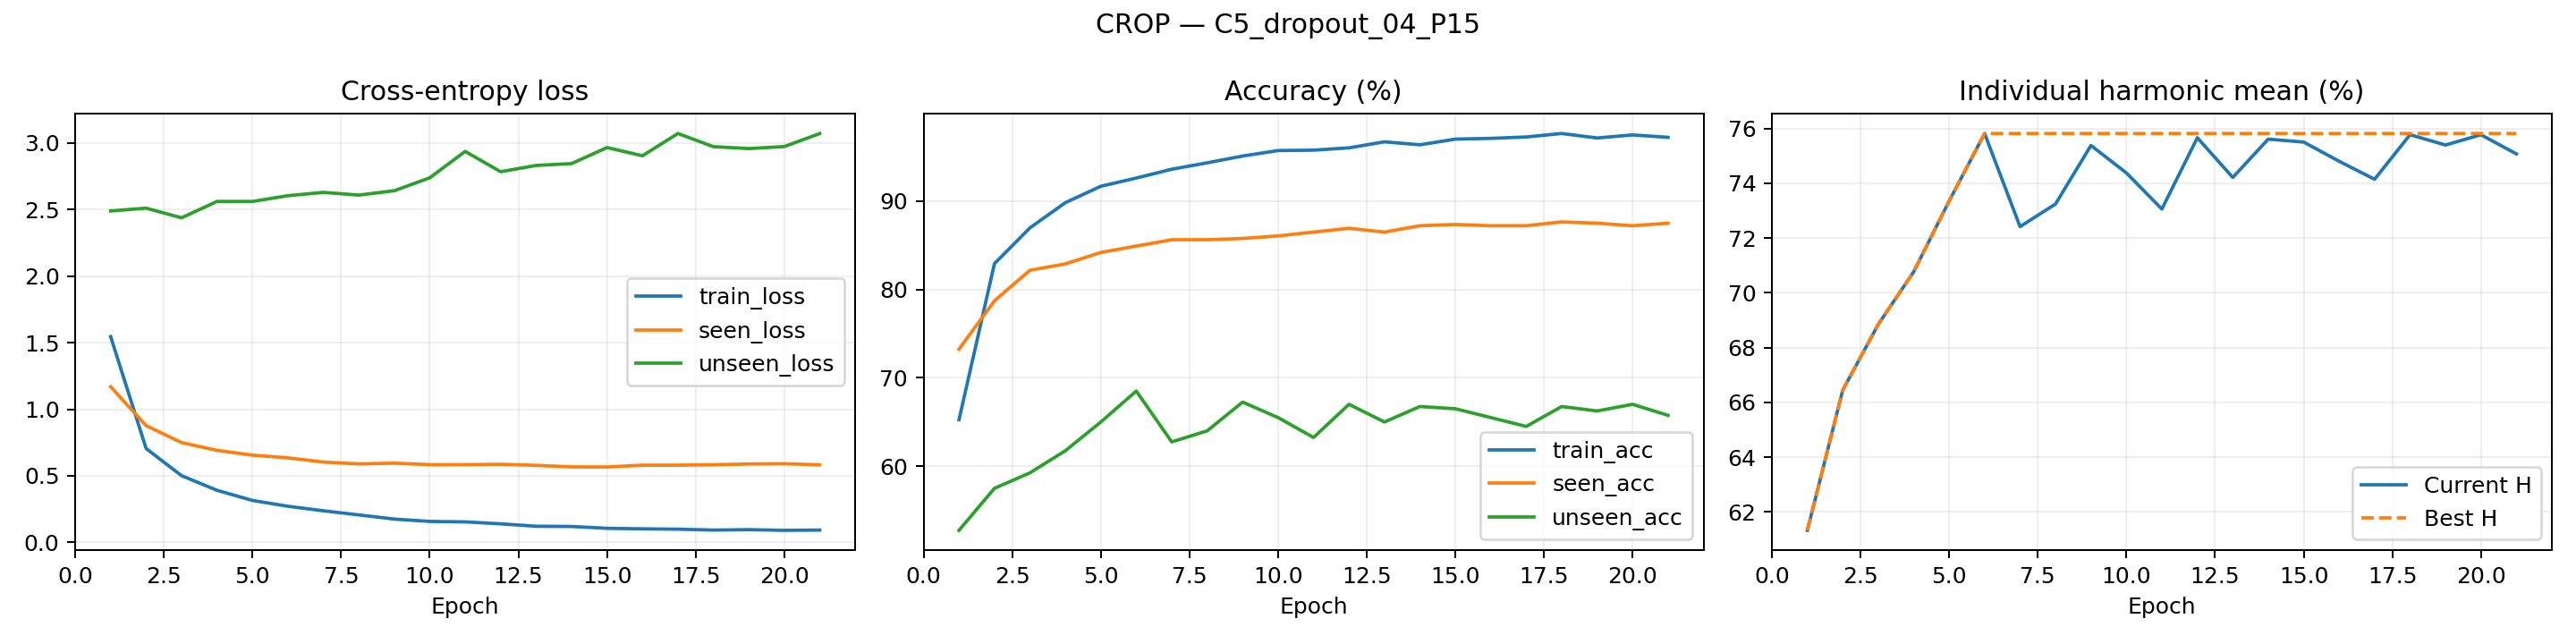 CROP — C5_dropout_04_P15
Cross-entropy loss
3.0
2.5
2.0
1.5
1.0
0.5
0.0
train_loss
seen_loss
unseen_loss
0.0 2.5 5.0 7.5 10.0 12.5 15.0 17.5 20.0
Epoch
Accuracy (%)
90
80
70
60
train_acc
seen_acc
unseen_acc
0.0 2.5 5.0 7.5 10.0 12.5 15.0 17.5 20.0
Epoch
Individual harmonic mean (%)
76
74
72
70
68
66
64
62
Current H
Best H
0.0 2.5 5.0 7.5 10.0 12.5 15.0 17.5 20.0
Epoch